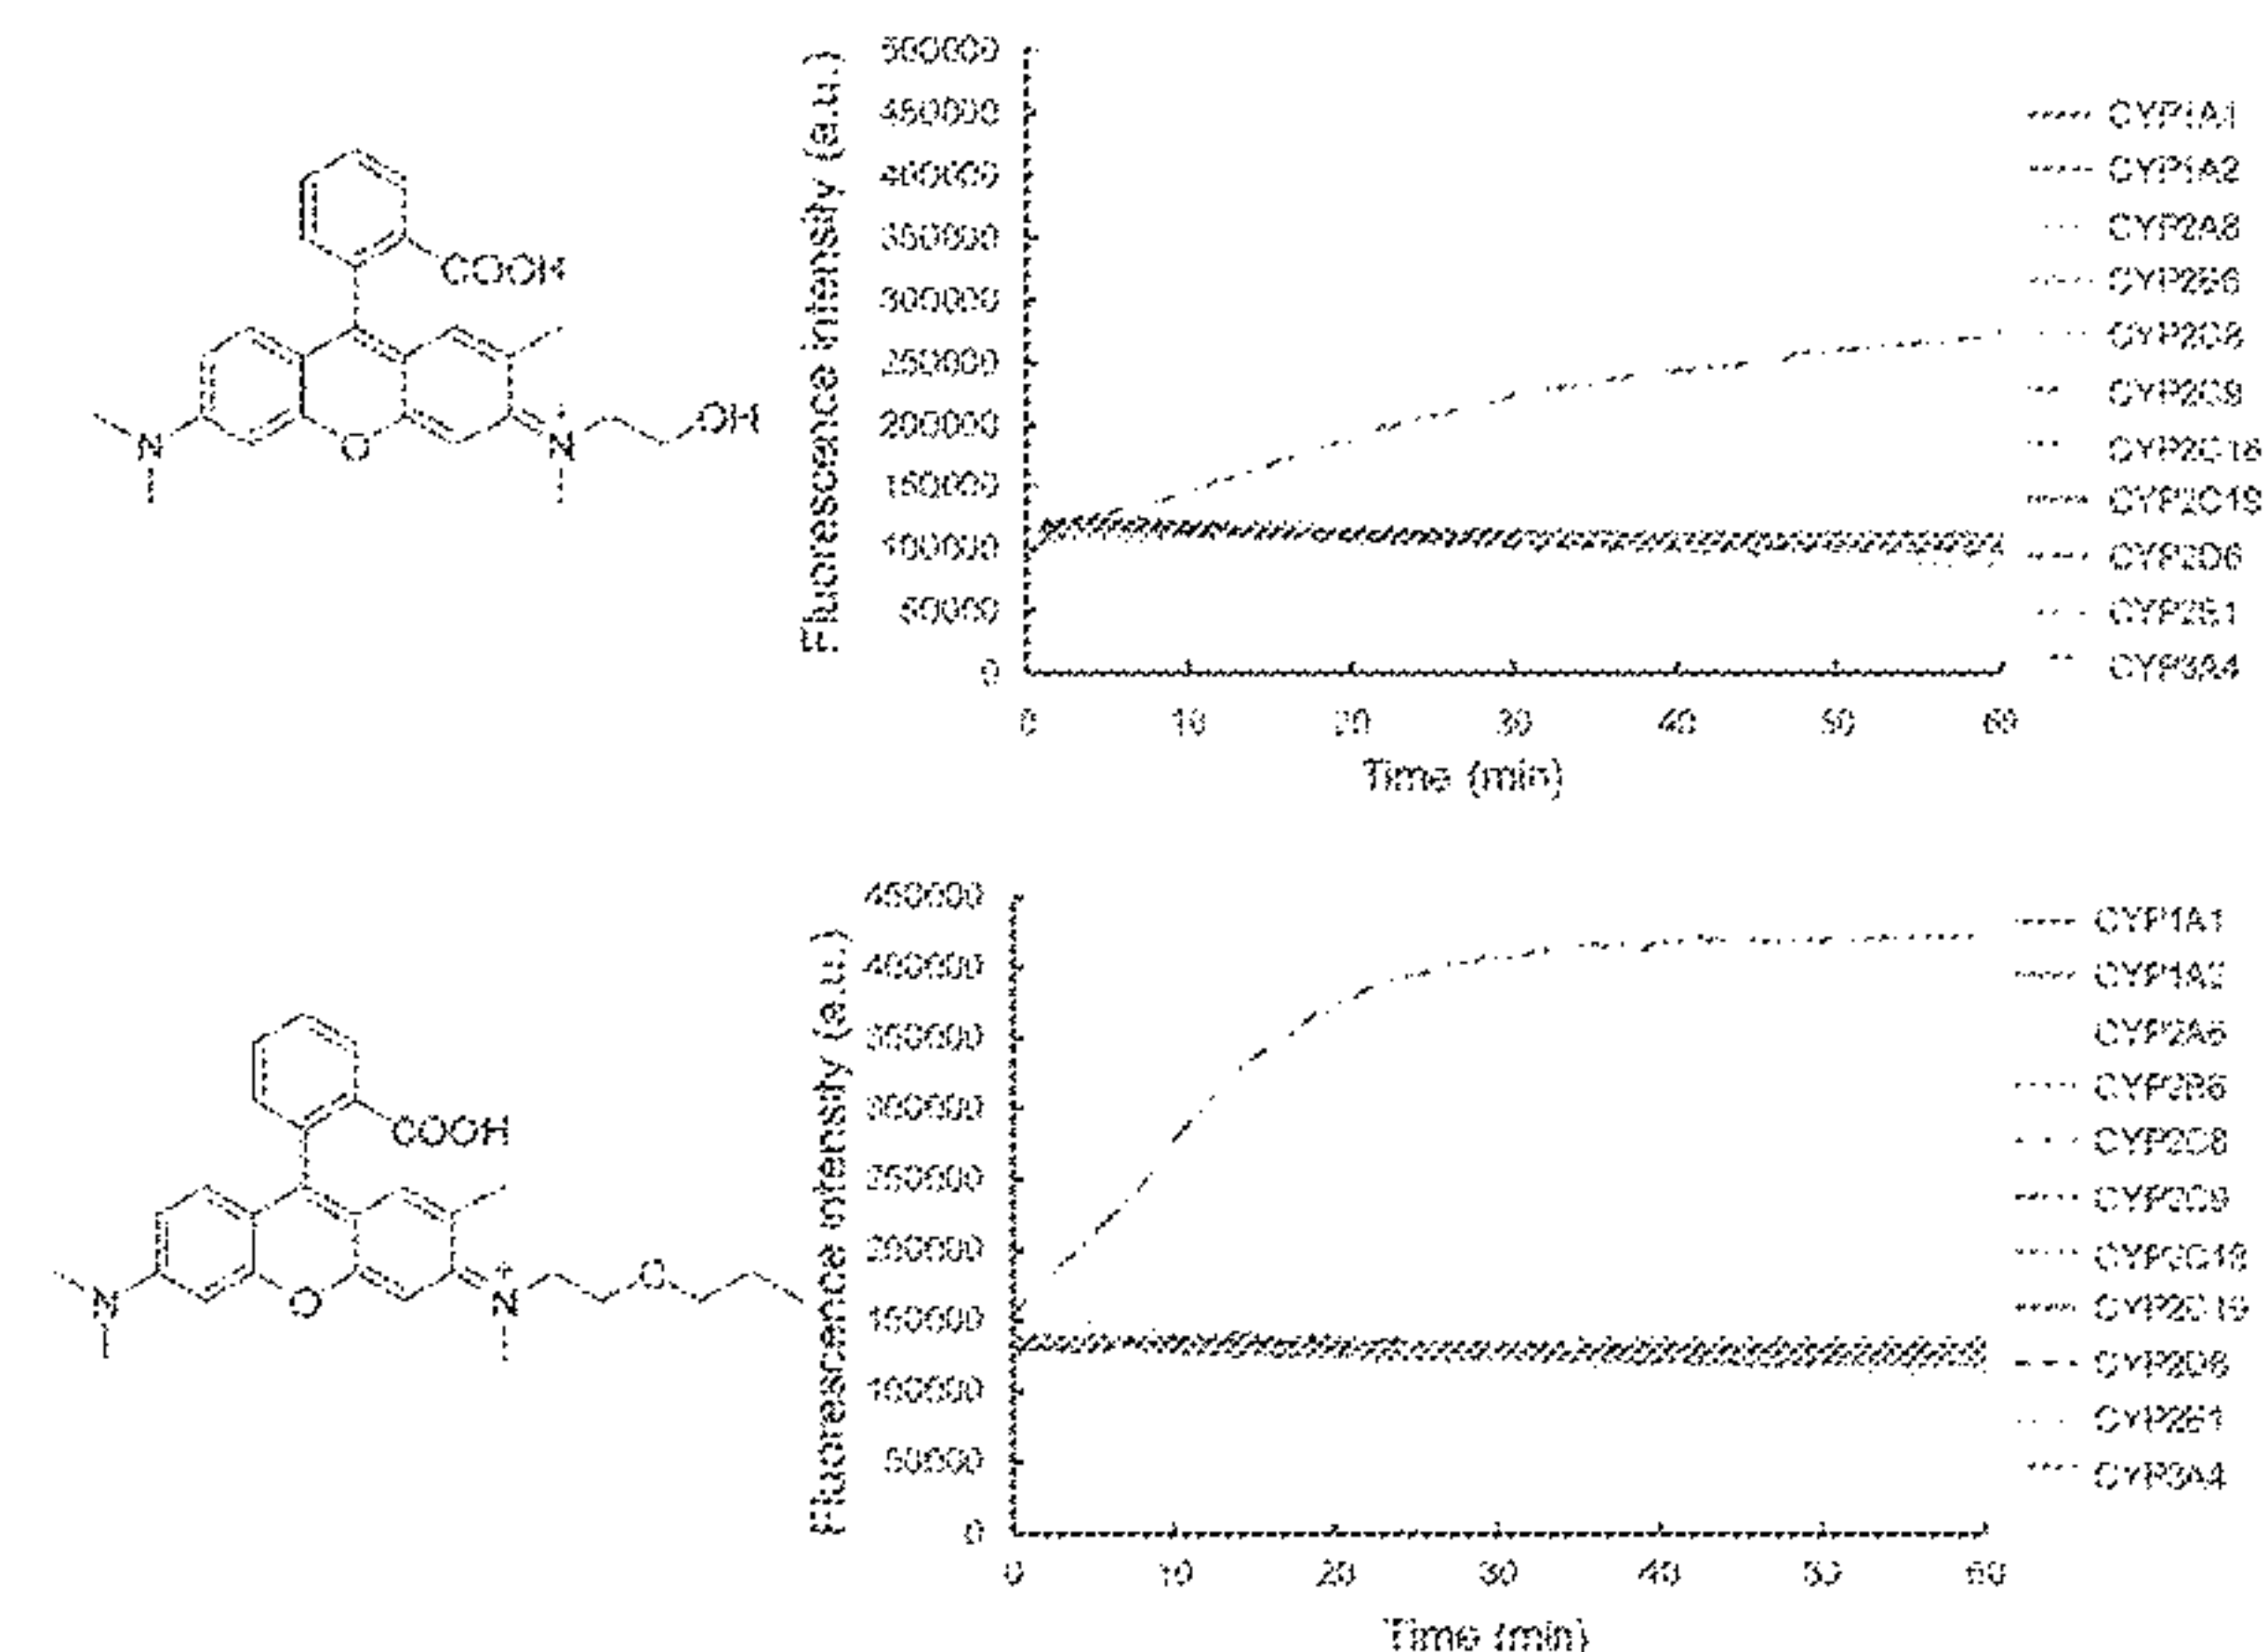 COOH
N
O
N
+
OH
Fluorescence intensity (a.u.)
500000
450000
400000
350000
300000
250000
200000
150000
100000
50000
0
0 10 20 30 40 50 60
Time (min)
CYP1A1
CYP1A2
CYP2A6
CYP2B6
CYP2C8
CYP2C9
CYP2C18
CYP2C19
CYP2D6
CYP2E1
CYP3A4
COOH
N
O
N
+
O
Fluorescence intensity (a.u.)
450000
400000
350000
300000
250000
200000
150000
100000
50000
0
0 10 20 30 40 50 60
Time (min)
CYP1A1
CYP1A2
CYP2A6
CYP2B6
CYP2C8
CYP2C9
CYP2C18
CYP2C19
CYP2D6
CYP2E1
CYP3A4